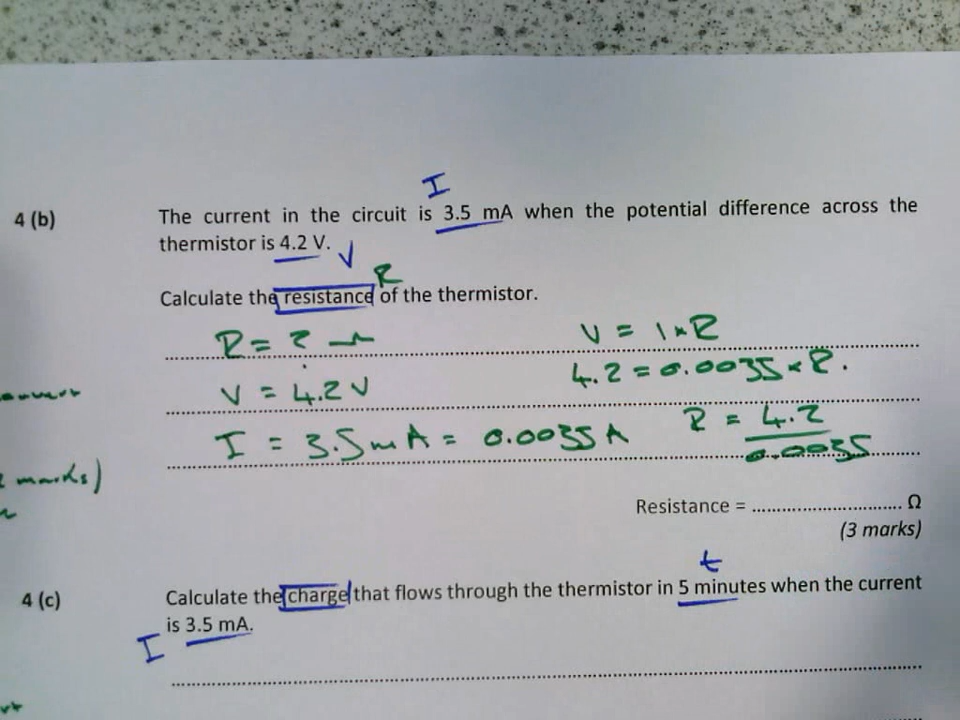 I
4 (b) The current in the circuit is 3.5 mA when the potential difference across the
thermistor is 4.2 V.
V
R
Calculate the resistance of the thermistor.
R = ? Ω V = I × R
V = 4.2 V 4.2 = 0.0035 × R.
I = 3.5 mA = 0.0035 A R = 4.2
0.0035
marks)
Resistance = .............................. Ω
(3 marks)
t
4 (c) Calculate the charge that flows through the thermistor in 5 minutes when the current
is 3.5 mA.
I